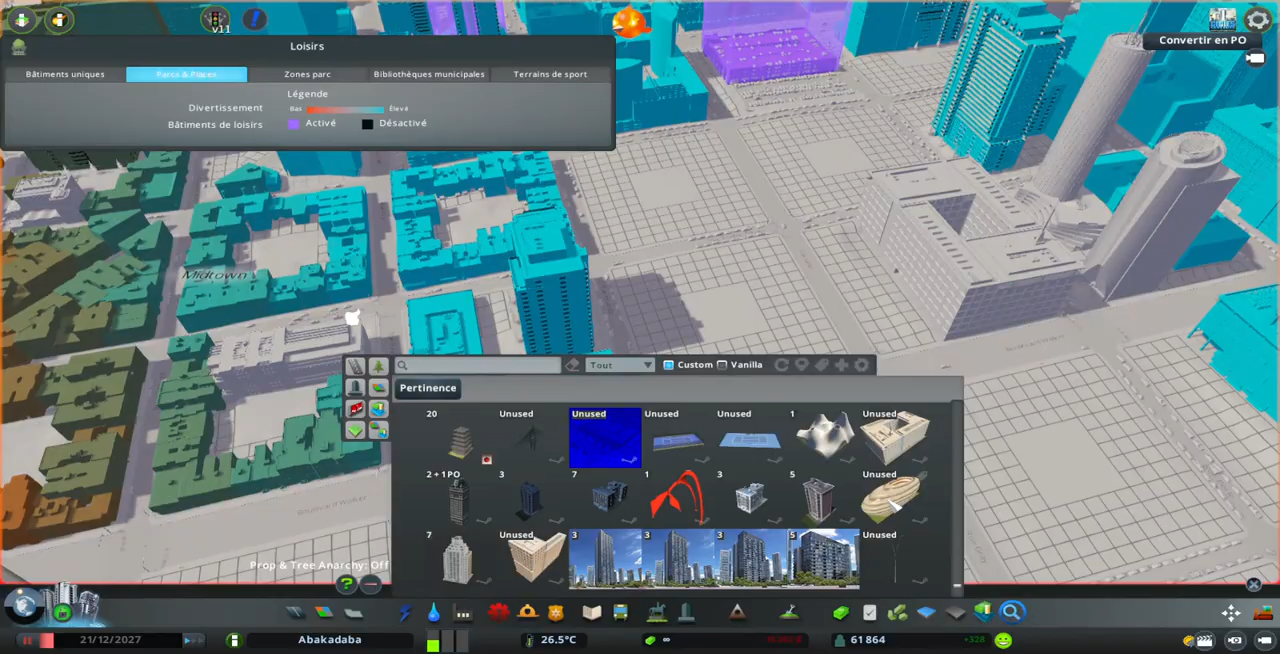 v11
Convertir en PO
Loisirs
Bâtiments uniques
Parcs & Places
Zones parc
Bibliothèques municipales
Terrains de sport
Légende
Divertissement
Bas
Élevé
Bâtiments de loisirs
Activé
Désactivé
Midtown
Tout
Custom
Vanilla
Pertinence
20
Unused
Unused
Unused
Unused
1
Unused
2 + 1 PO
3
7
1
3
5
Unused
7
Unused
3
3
3
5
Unused
Prop & Tree Anarchy: Off
21/12/2027
Abakadaba
26.5°C
∞
61 864
+328